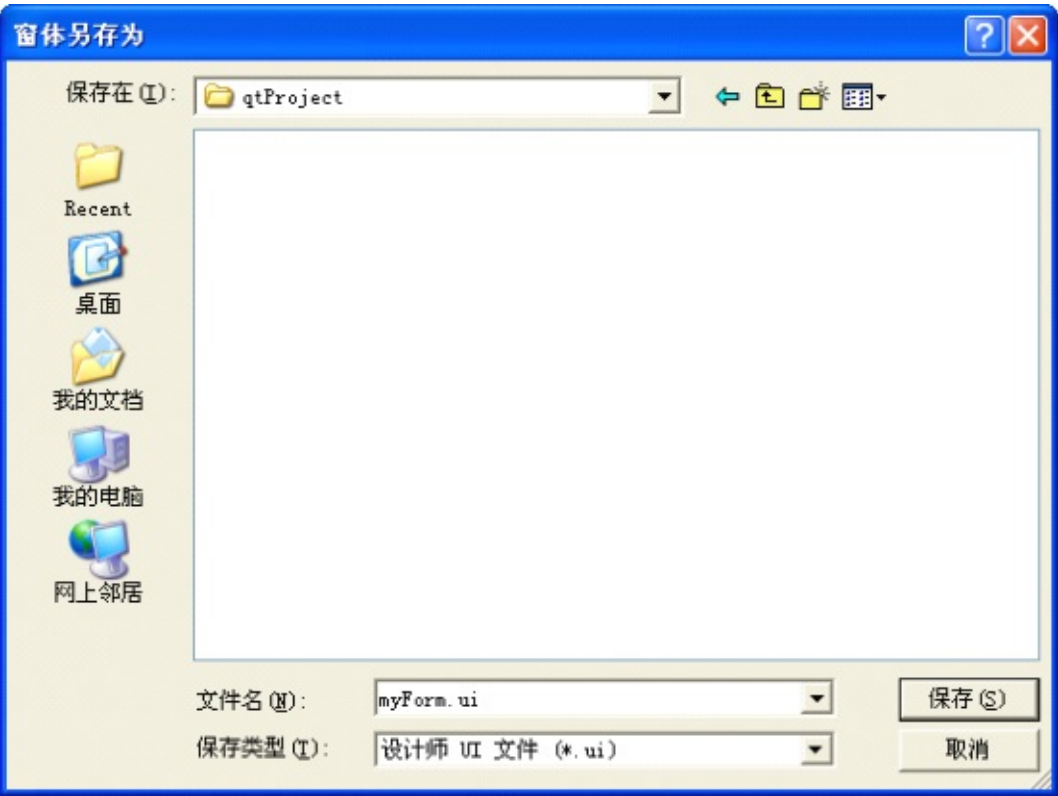 窗体另存为
保存在(I):
qtProject
Recent
桌面
我的文档
我的电脑
网上邻居
文件名(N):
myForm.ui
保存(S)
保存类型(T):
设计师 UI 文件 (*.ui)
取消